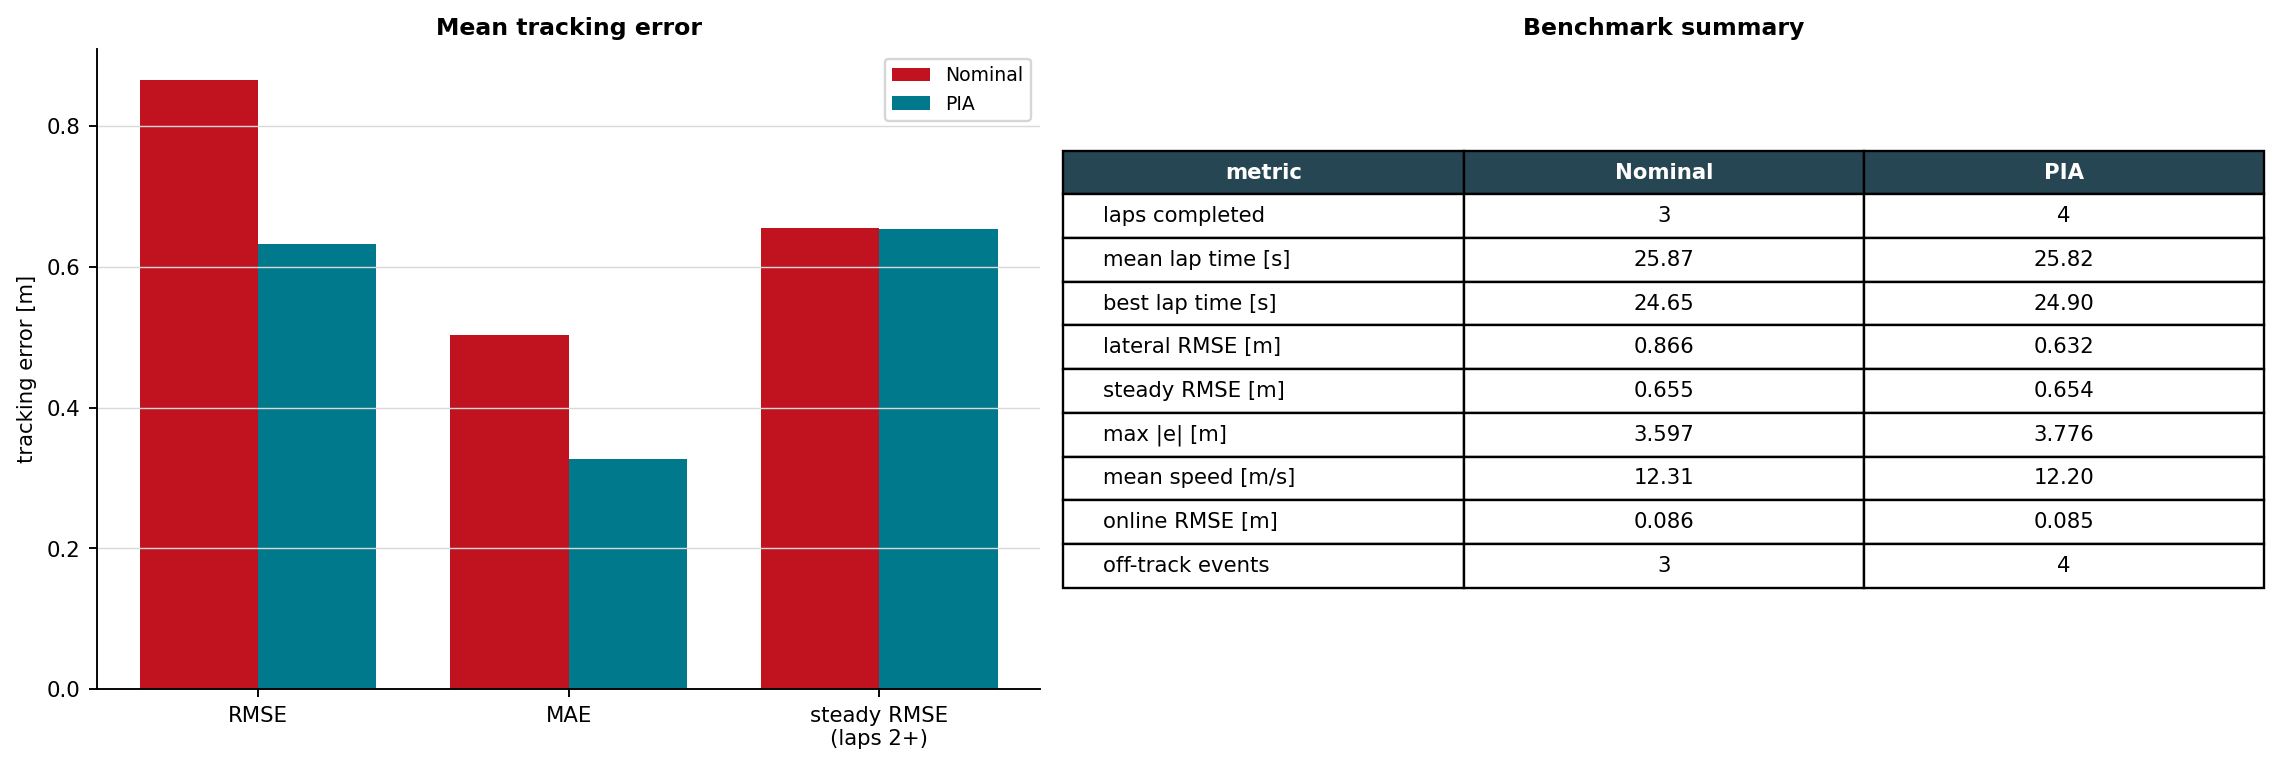 Mean tracking error
Nominal
PIA
tracking error [m]
0.8
0.6
0.4
0.2
0.0
RMSE
MAE
steady RMSE
(laps 2+)
Benchmark summary
metric Nominal PIA
laps completed 3 4
mean lap time [s] 25.87 25.82
best lap time [s] 24.65 24.90
lateral RMSE [m] 0.866 0.632
steady RMSE [m] 0.655 0.654
max |e| [m] 3.597 3.776
mean speed [m/s] 12.31 12.20
online RMSE [m] 0.086 0.085
off-track events 3 4